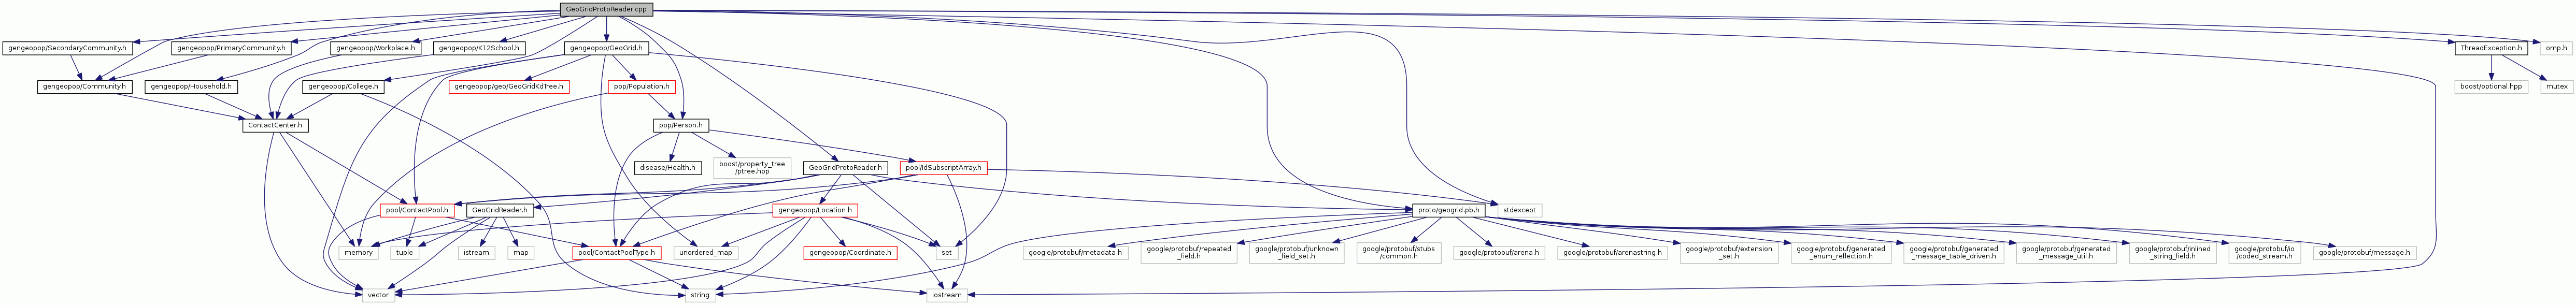 GeoGridProtoReader.cpp
gengeopop/SecondaryCommunity.h
gengeopop/PrimaryCommunity.h
gengeopop/Workplace.h
gengeopop/K12School.h
gengeopop/GeoGrid.h
ThreadException.h
omp.h
gengeopop/Community.h
gengeopop/Household.h
gengeopop/College.h
gengeopop/geo/GeoGridKdTree.h
pop/Population.h
boost/optional.hpp
mutex
ContactCenter.h
pop/Person.h
disease/Health.h
boost/property_tree
/ptree.hpp
GeoGridProtoReader.h
pool/IdSubscriptArray.h
pool/ContactPool.h
GeoGridReader.h
gengeopop/Location.h
proto/geogrid.pb.h
stdexcept
memory
tuple
istream
map
pool/ContactPoolType.h
unordered_map
gengeopop/Coordinate.h
set
google/protobuf/metadata.h
google/protobuf/repeated
_field.h
google/protobuf/unknown
_field_set.h
google/protobuf/stubs
/common.h
google/protobuf/arena.h
google/protobuf/arenastring.h
google/protobuf/extension
_set.h
google/protobuf/generated
_enum_reflection.h
google/protobuf/generated
_message_table_driven.h
google/protobuf/generated
_message_util.h
google/protobuf/inlined
_string_field.h
google/protobuf/io
/coded_stream.h
google/protobuf/message.h
vector
string
iostream